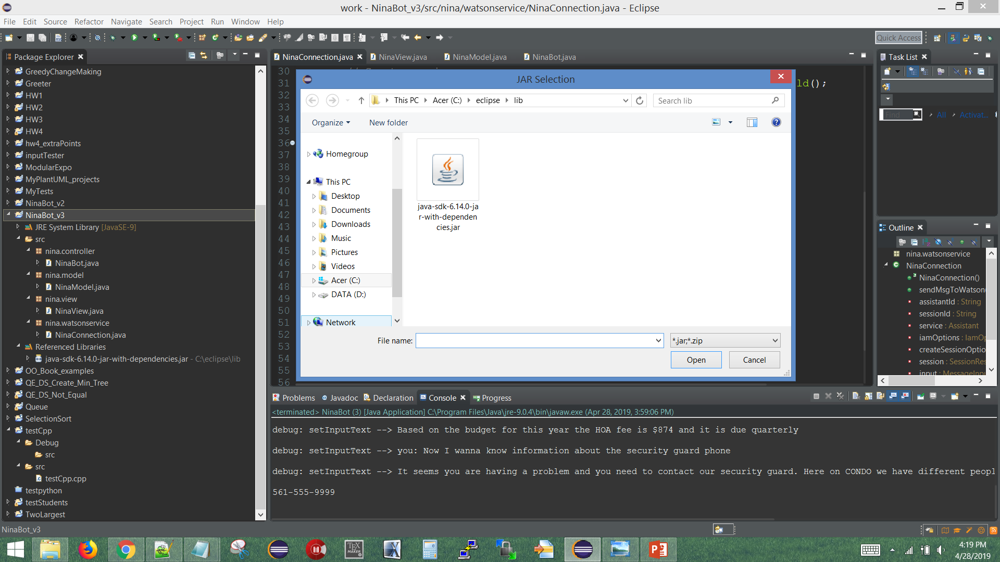 work - NinaBot_v3/src/nina/watsonservice/NinaConnection.java - Eclipse
File Edit Source Refactor Navigate Search Project Run Window Help
Quick Access
Package Explorer
GreedyChangeMaking
Greeter
HW1
HW2
HW3
HW4
hw4_extraPoints
inputTester
ModularExpo
MyPlantUML_projects
MyTests
NinaBot_v2
NinaBot_v3
JRE System Library [JavaSE-9]
src
nina.controller
NinaBot.java
nina.model
NinaModel.java
nina.view
NinaView.java
nina.watsonservice
NinaConnection.java
Referenced Libraries
java-sdk-6.14.0-jar-with-dependencies.jar - C:\eclipse\lib
OO_Book_examples
QE_DS_Create_Min_Tree
QE_DS_Not_Equal
Queue
SelectionSort
testCpp
Debug
src
src
testCpp.cpp
testpython
testStudents
TwoLargest
NinaConnection.java NinaView.java NinaModel.java NinaBot.java
30
31 ld();
32
33
34
35
36
37
38
39
40
41
42
43
44
45
46
47
48
49
50
51
52
53
54
55
56
JAR Selection
This PC Acer (C:) eclipse lib
Search lib
Organize New folder
Homegroup
This PC
Desktop
Documents
Downloads
Music
Pictures
Videos
Acer (C:)
DATA (D:)
Network
java-sdk-6.14.0-ja
r-with-dependen
cies.jar
File name: *.jar;*.zip
Open Cancel
Task List
Find All Activat...
Outline
nina.watsonservice
NinaConnection
NinaConnection()
sendMsgToWatson
assistantId : String
sessionId : String
service : Assistant
iamOptions : IamOp
createSessionOptio
session : SessionRes
input : MessageInpu
Problems Javadoc Declaration Console Progress
<terminated> NinaBot (3) [Java Application] C:\Program Files\Java\jre-9.0.4\bin\javaw.exe (Apr 28, 2019, 3:59:06 PM)
debug: setInputText --> Based on the budget for this year the HOA fee is $874 and it is due quarterly
debug: setInputText --> you: Now I wanna know information about the security guard phone
debug: setInputText --> It seems you are having a problem and you need to contact our security guard. Here on CONDO we have different peopl
561-555-9999
NinaBot_v3
TEX
MAKER
4:19 PM
4/28/2019